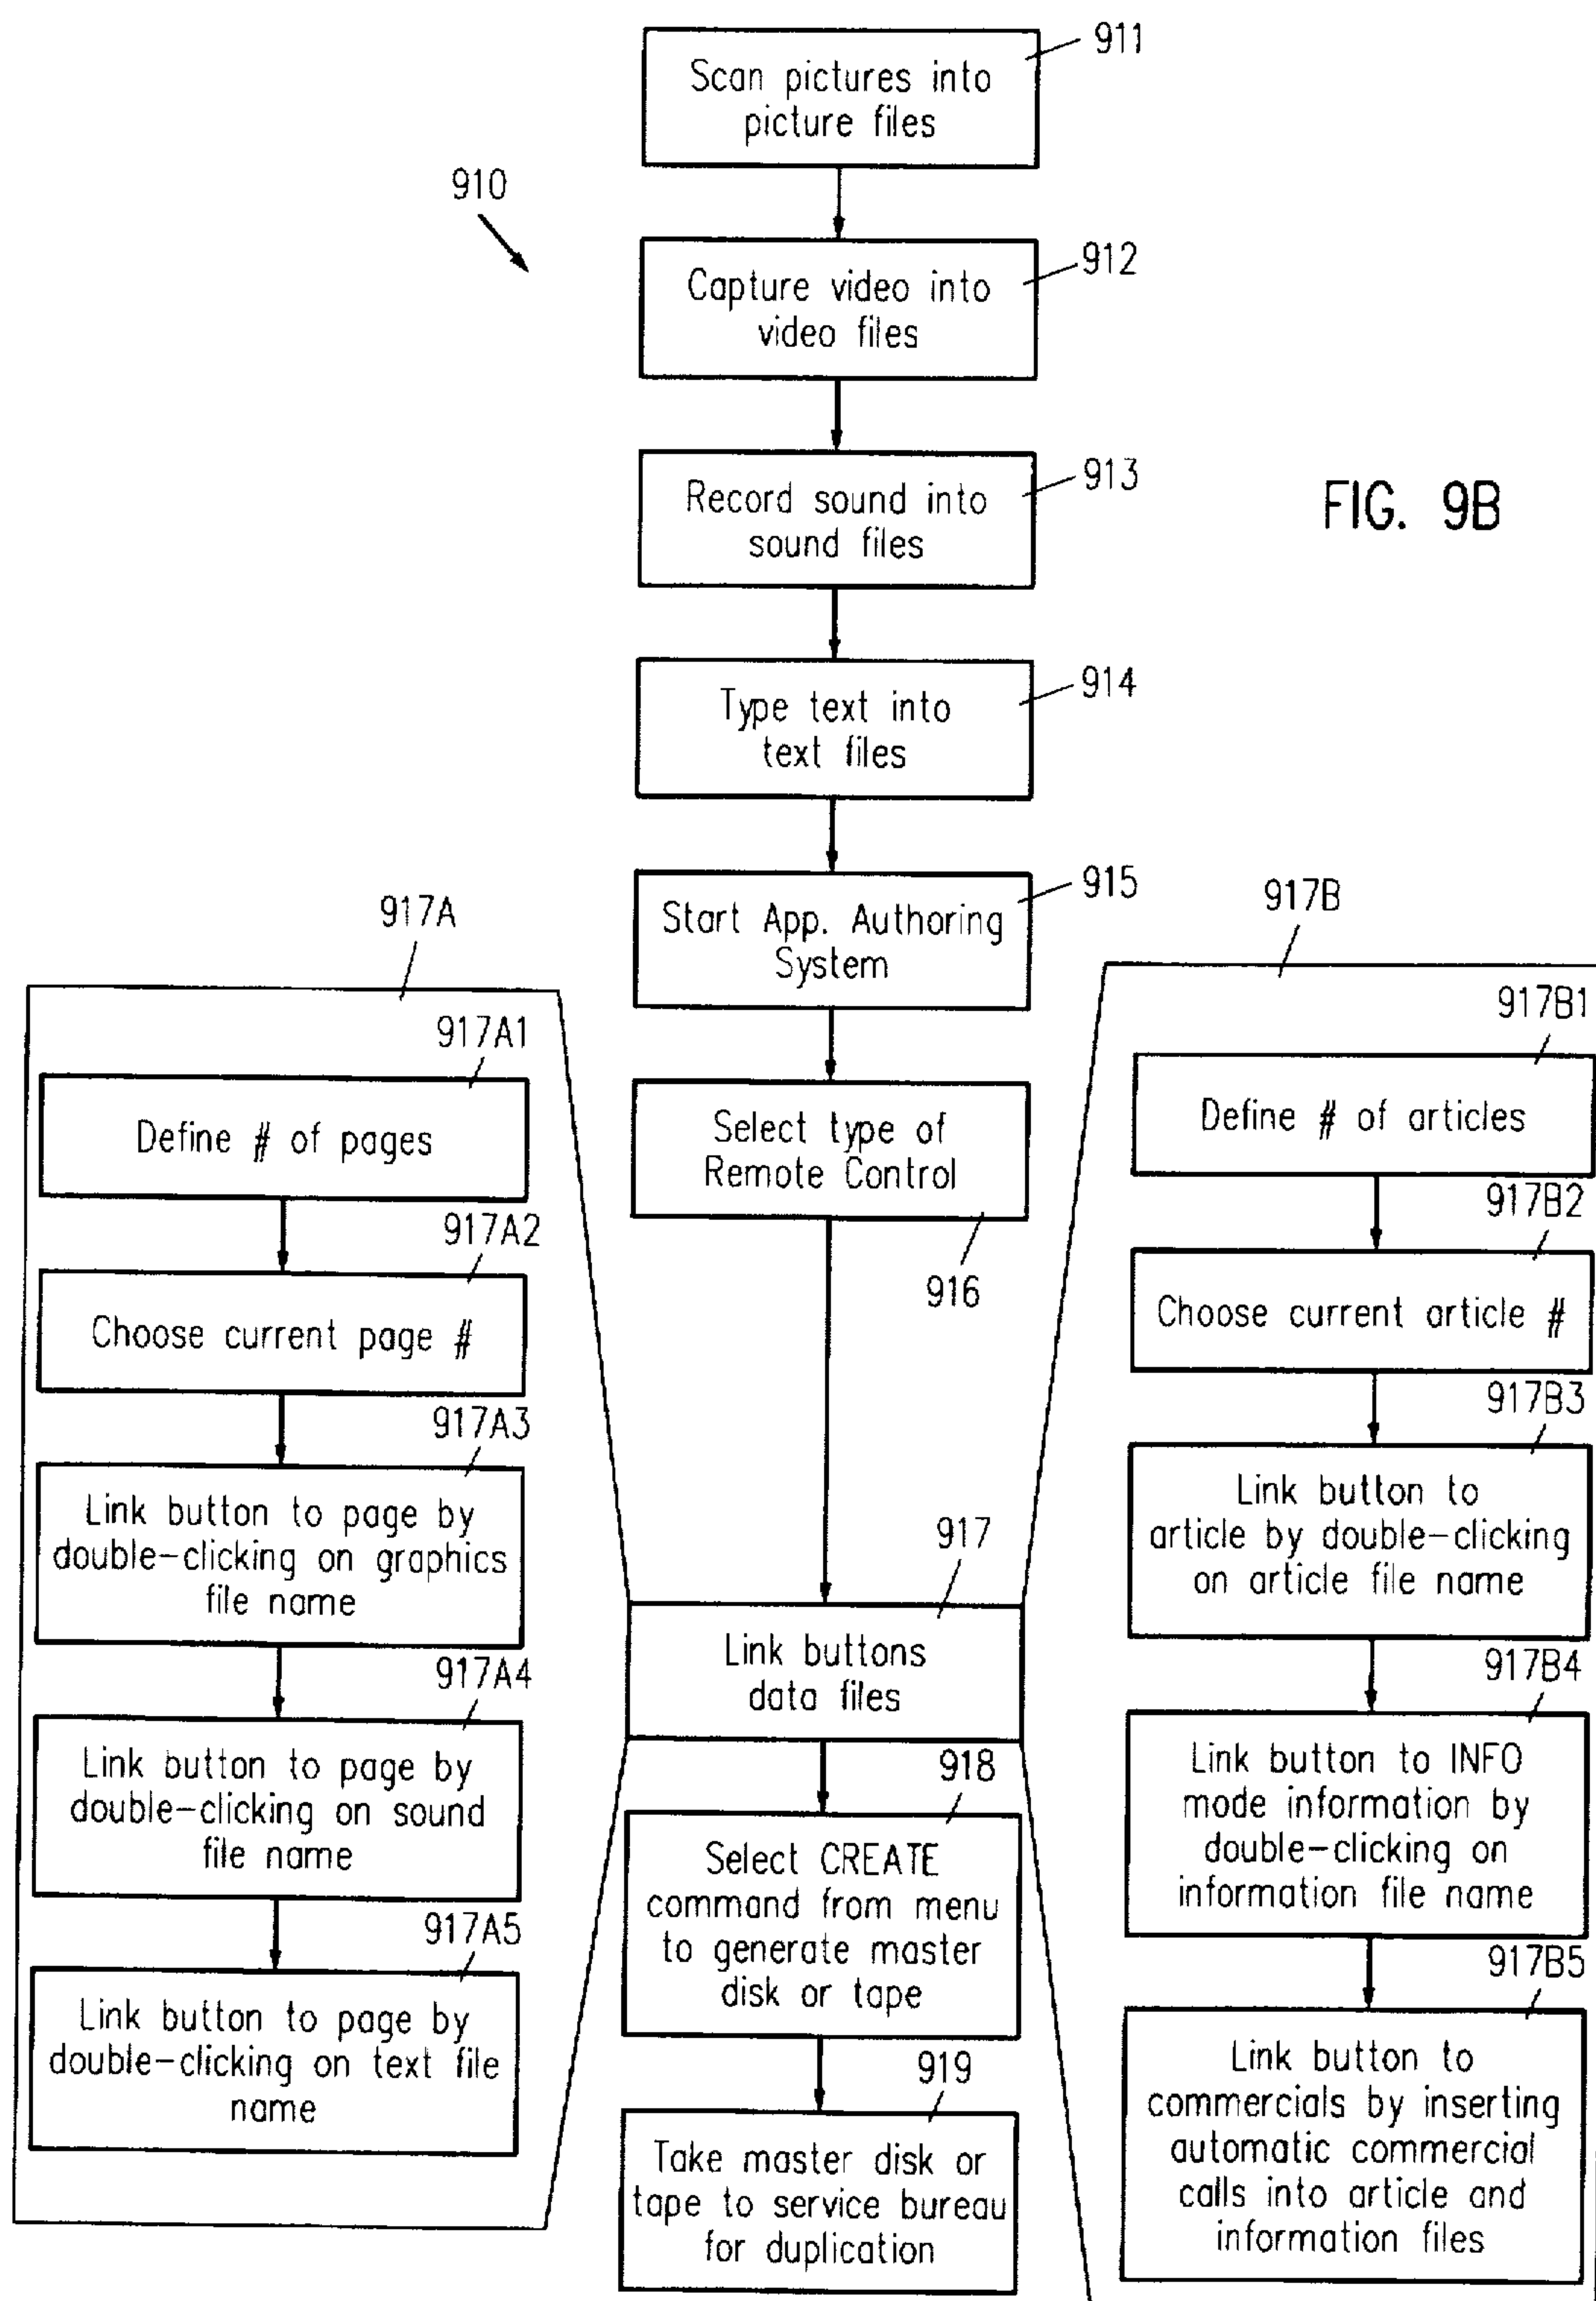 911
Scan pictures into
picture files
910
912
Capture video into
video files
913
Record sound into
sound files
FIG. 9B
914
Type text into
text files
915
Start App. Authoring
System
916
Select type of
Remote Control
917A
917A1
Define # of pages
917A2
Choose current page #
917A3
Link button to page by
double-clicking on graphics
file name
917A4
Link button to page by
double-clicking on sound
file name
917A5
Link button to page by
double-clicking on text file
name
917
Link buttons
data files
918
Select CREATE
command from menu
to generate master
disk or tape
919
Take master disk or
tape to service bureau
for duplication
917B
917B1
Define # of articles
917B2
Choose current article #
917B3
Link button to
article by double-clicking
on article file name
917B4
Link button to INFO
mode information by
double-clicking on
information file name
917B5
Link button to
commercials by inserting
automatic commercial
calls into article and
information files